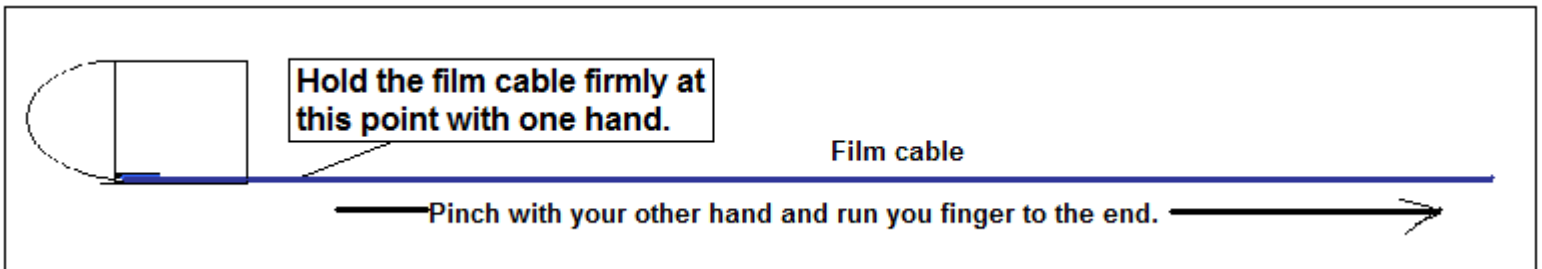 Hold the film cable firmly at
this point with one hand.
Film cable
Pinch with your other hand and run you finger to the end.